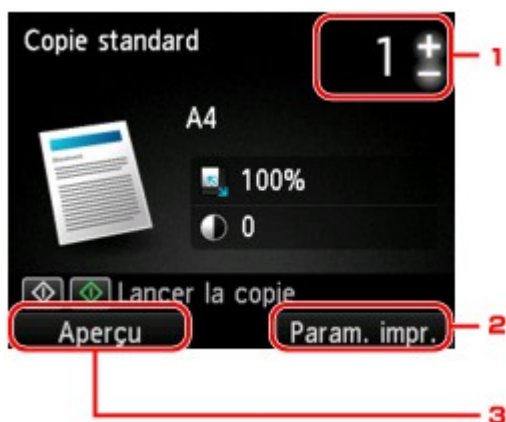 Copie standard
1 + −
1
A4
100%
0
Lancer la copie
Aperçu
Param. impr.
2
3